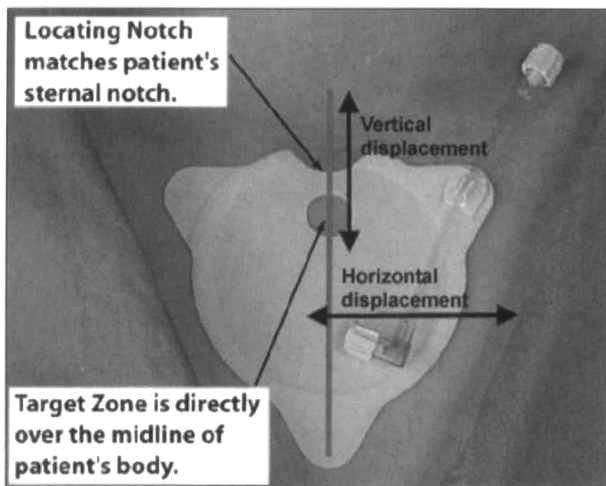 Locating Notch
matches patient's
sternal notch.
Vertical
displacement
Horizontal
displacement
Target Zone is directly
over the midline of
patient's body.